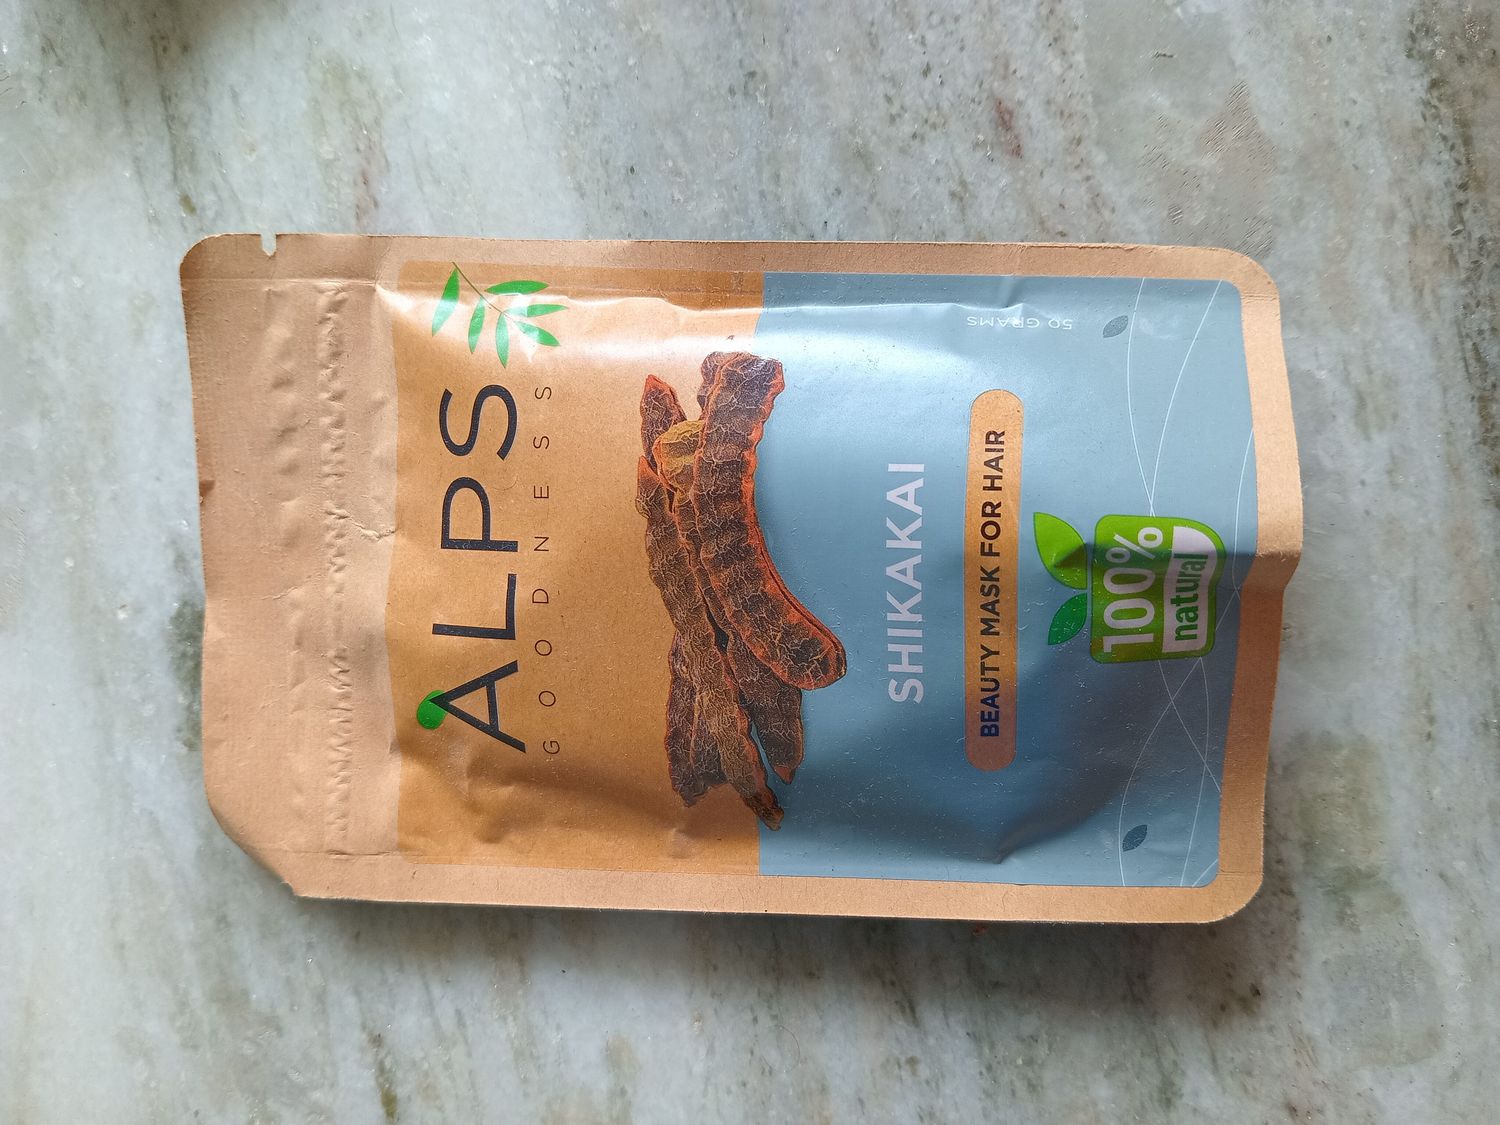 ALPS
GOODNESS
SHIKAKAI
BEAUTY MASK FOR HAIR
100%
natural
50 GRAMS